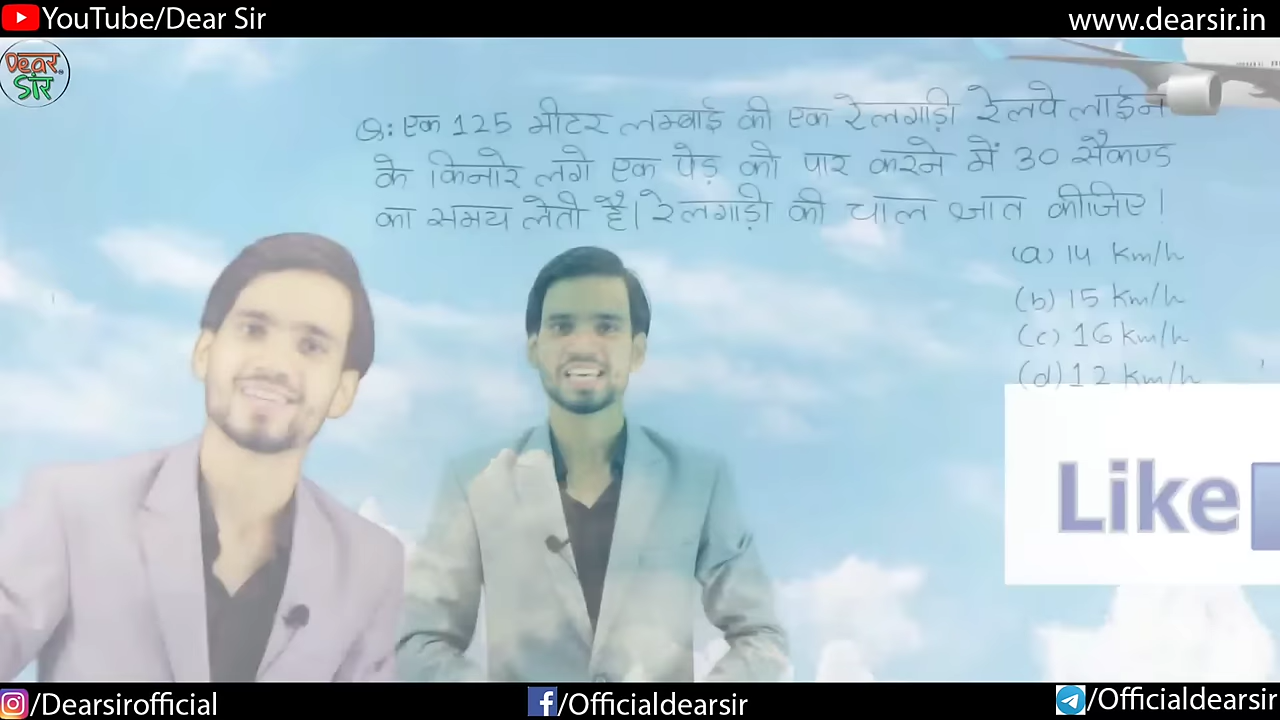 YouTube/Dear Sir
www.dearsir.in
Dear
Sir
Q: एक 125 मीटर लम्बाई की एक रेलगाड़ी रेलवे लाईन
के किनारे लगे एक पेड़ को पार करने में 30 सैकण्ड
का समय लेती है। रेलगाड़ी की चाल ज्ञात कीजिए!
(a) 14 Km/h
(b) 15 Km/h
(c) 16 Km/h
(d) 12 Km/h
Like
/Dearsirofficial
/Officialdearsir
/Officialdearsir